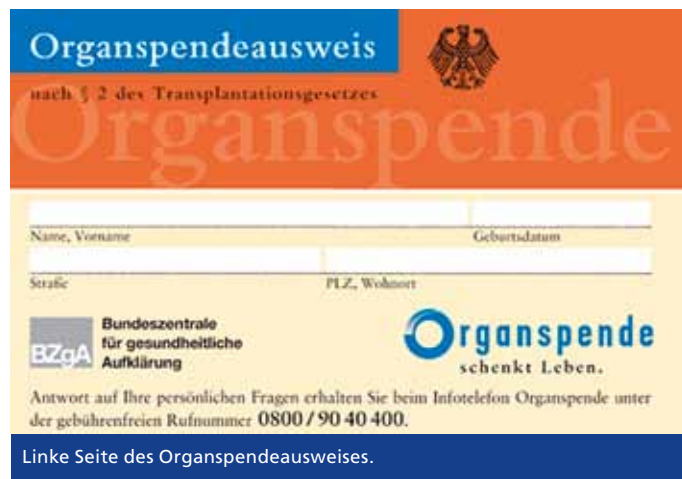 Organspendeausweis
nach § 2 des Transplantationsgesetzes
Organspende
Name, Vorname Geburtsdatum
Straße PLZ, Wohnort
BZgA
Bundeszentrale
für gesundheitliche
Aufklärung
Organspende
schenkt Leben.
Antwort auf Ihre persönlichen Fragen erhalten Sie beim Infotelefon Organspende unter
der gebührenfreien Rufnummer 0800 / 90 40 400.
Linke Seite des Organspendeausweises.